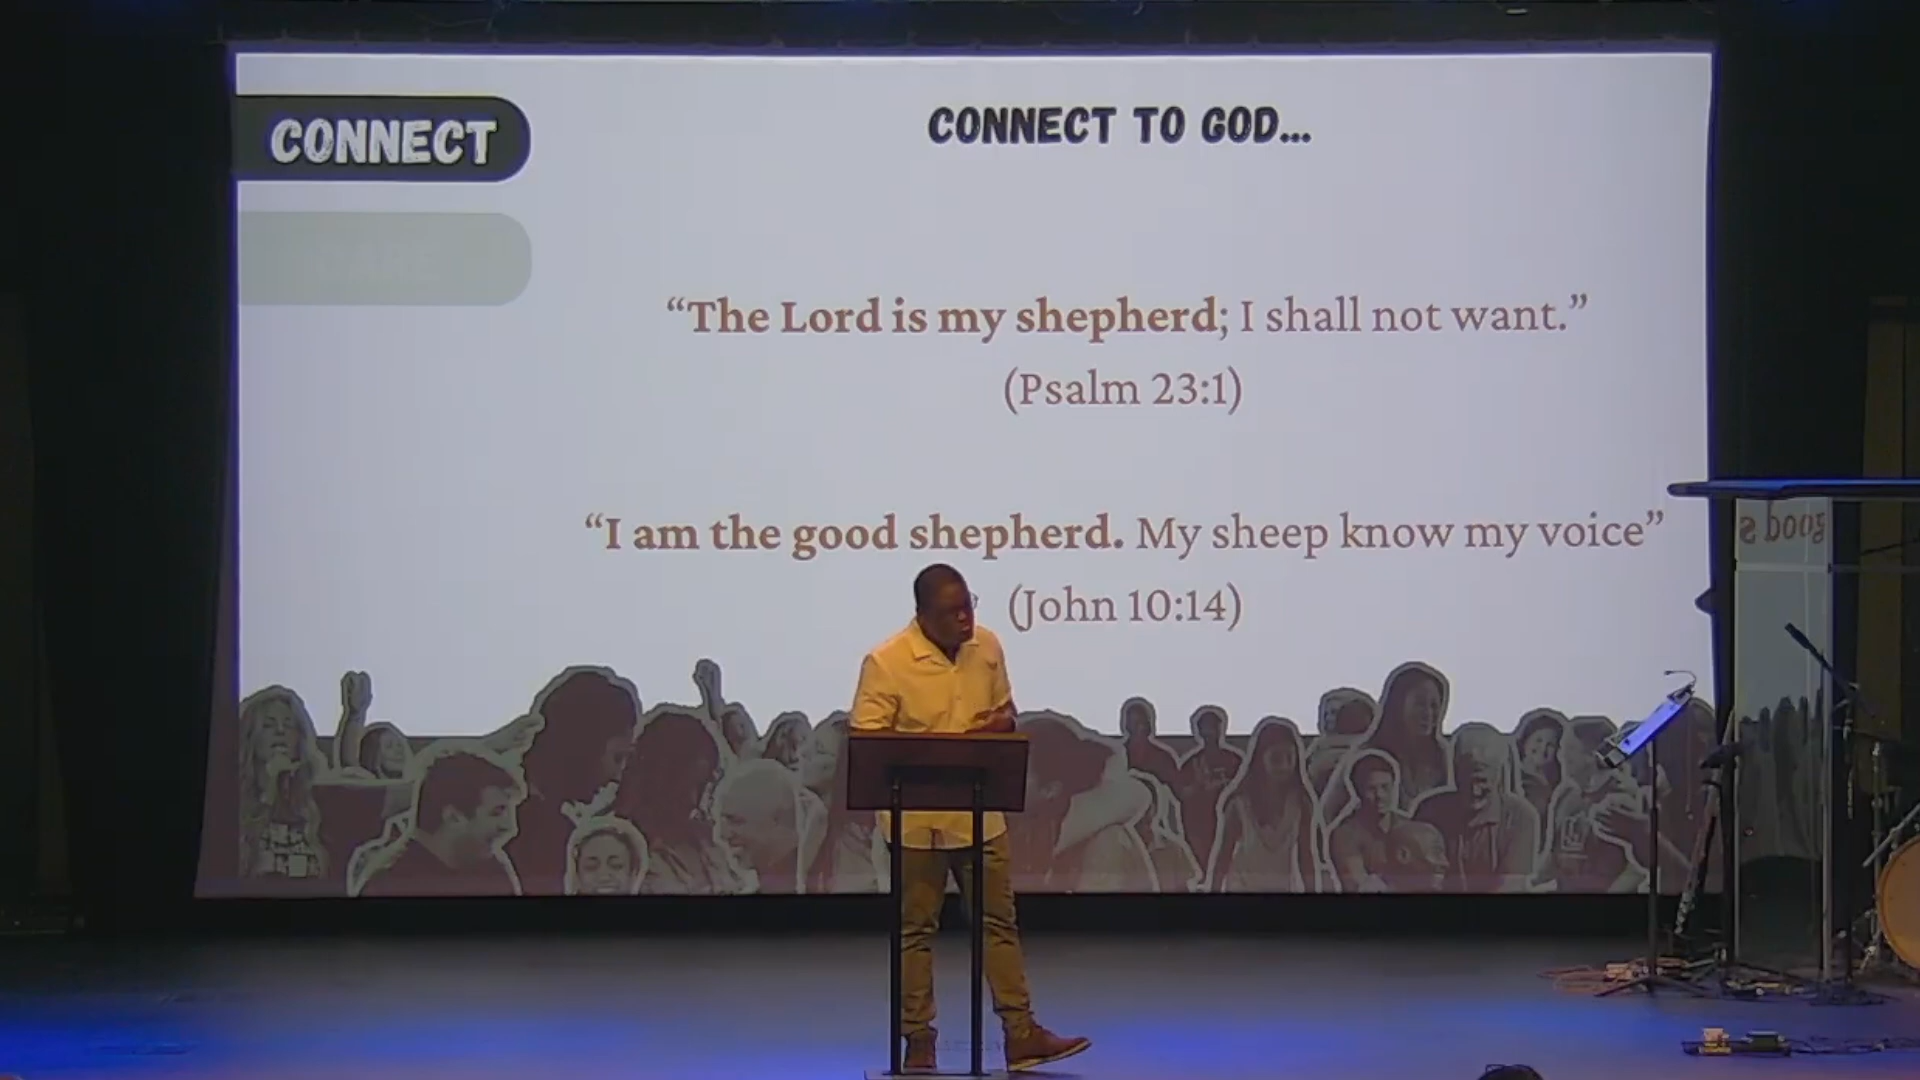 CONNECT
CONNECT TO GOD...
“The Lord is my shepherd; I shall not want.”
(Psalm 23:1)
“I am the good shepherd. My sheep know my voice”
(John 10:14)
good s